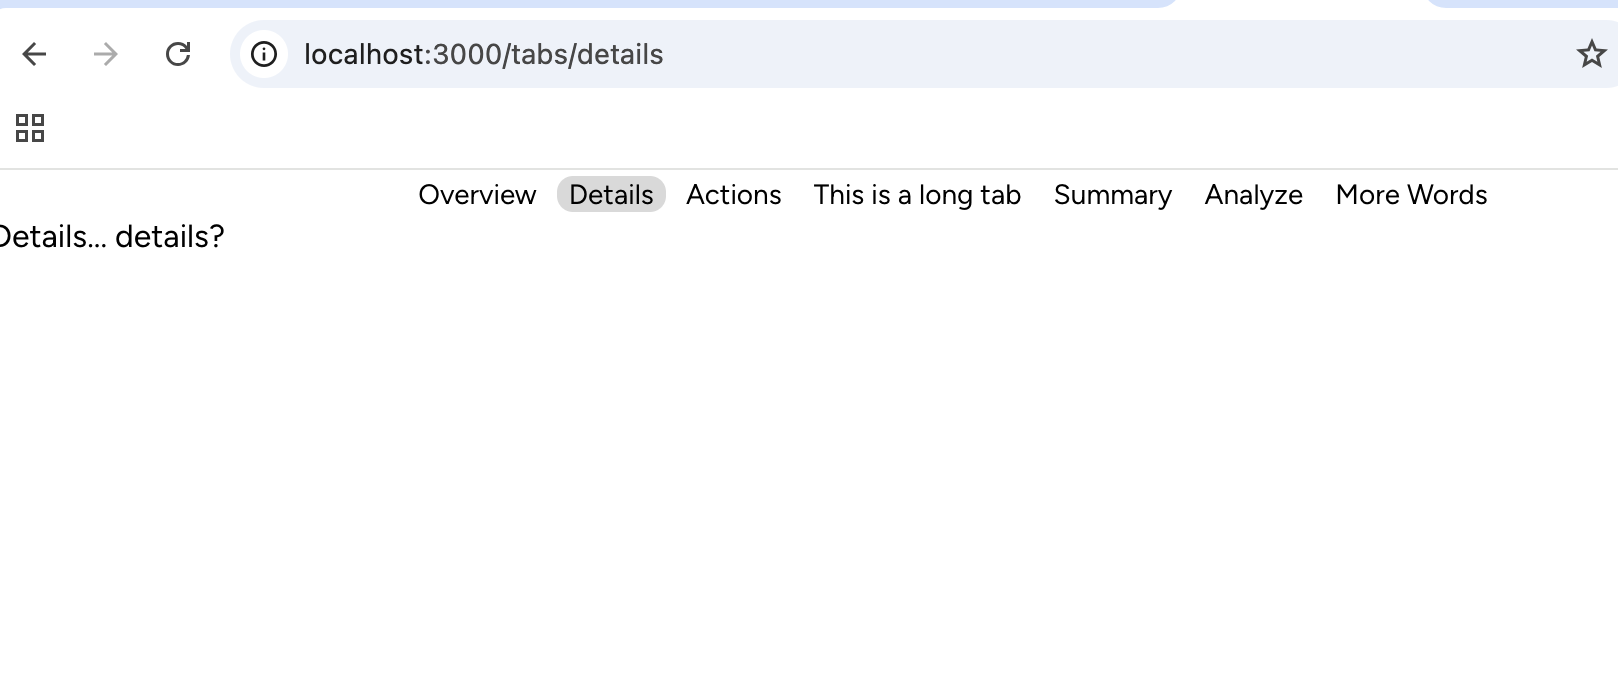 localhost:3000/tabs/details
Overview Details Actions This is a long tab Summary Analyze More Words
Details... details?